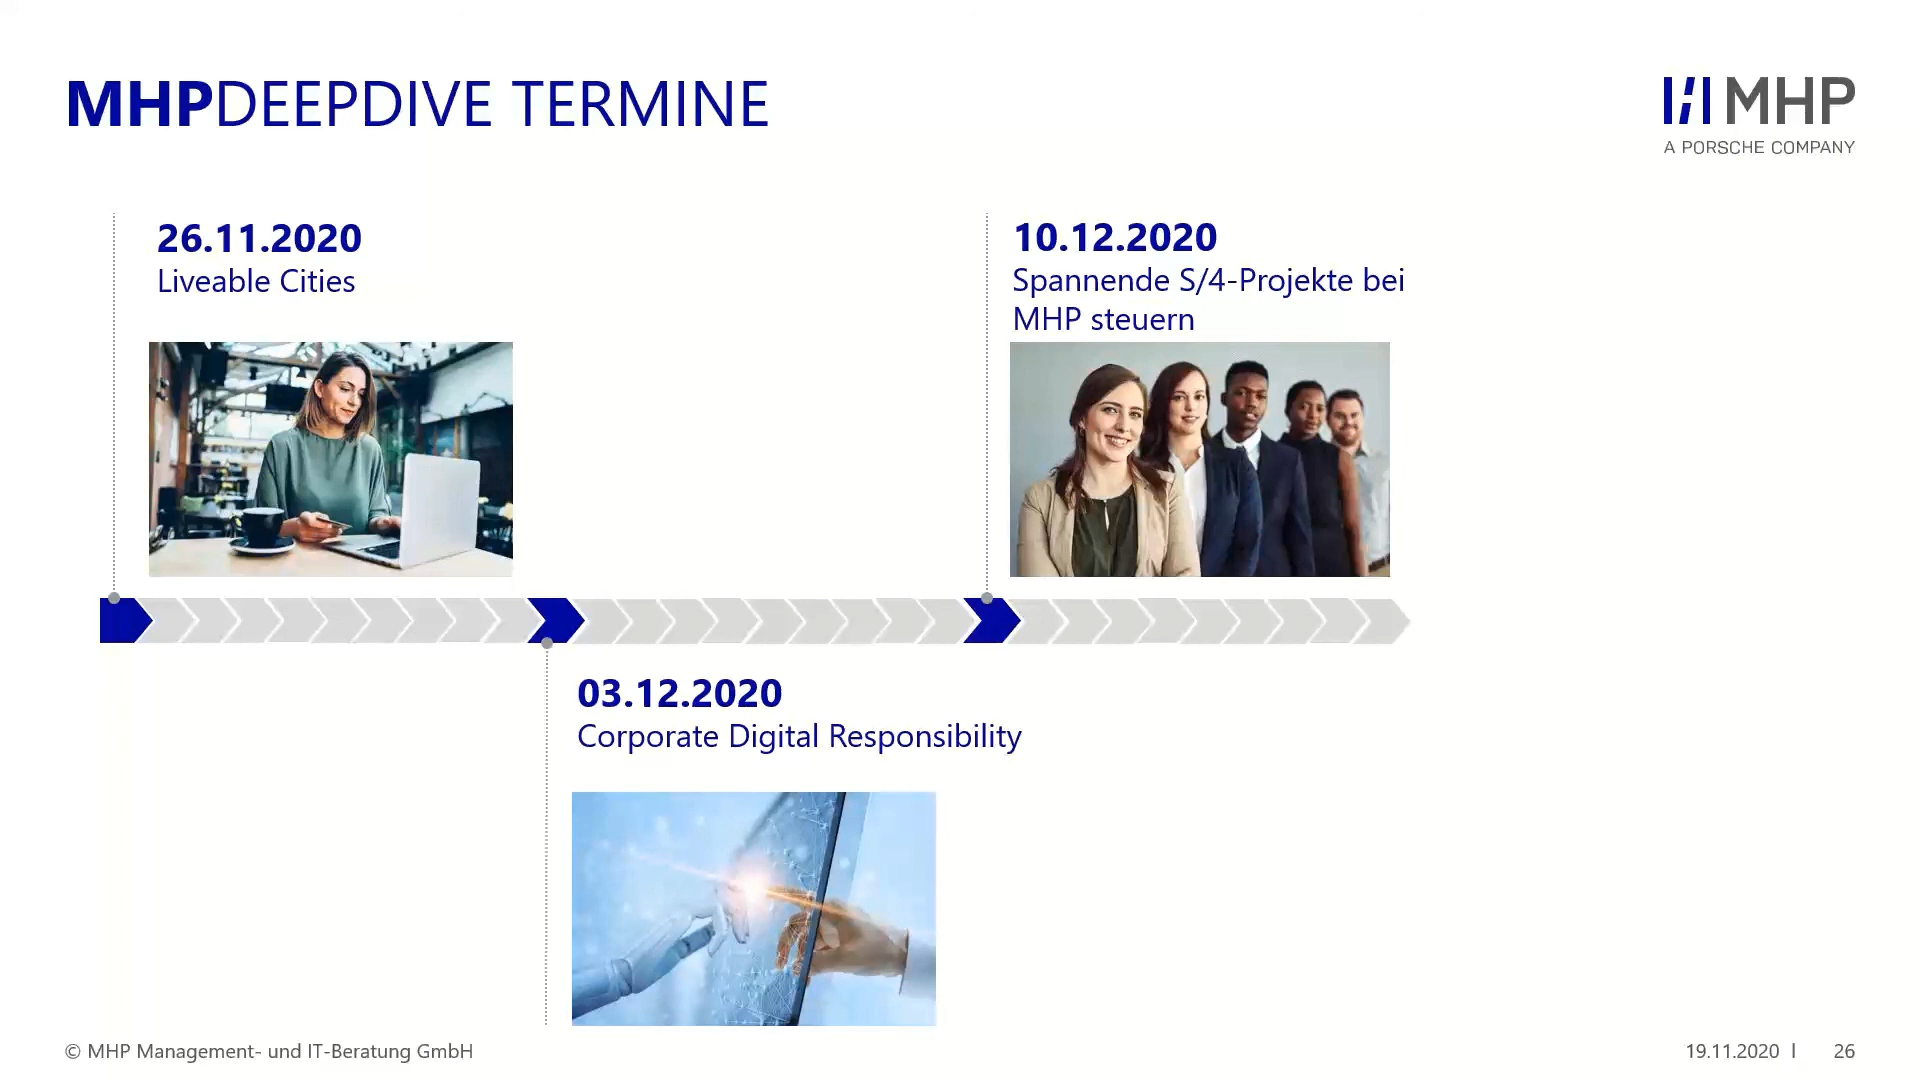 MHPDEEPDIVE TERMINE
MHP
A PORSCHE COMPANY
26.11.2020
Liveable Cities
10.12.2020
Spannende S/4-Projekte bei
MHP steuern
03.12.2020
Corporate Digital Responsibility
© MHP Management- und IT-Beratung GmbH
19.11.2020 I 26